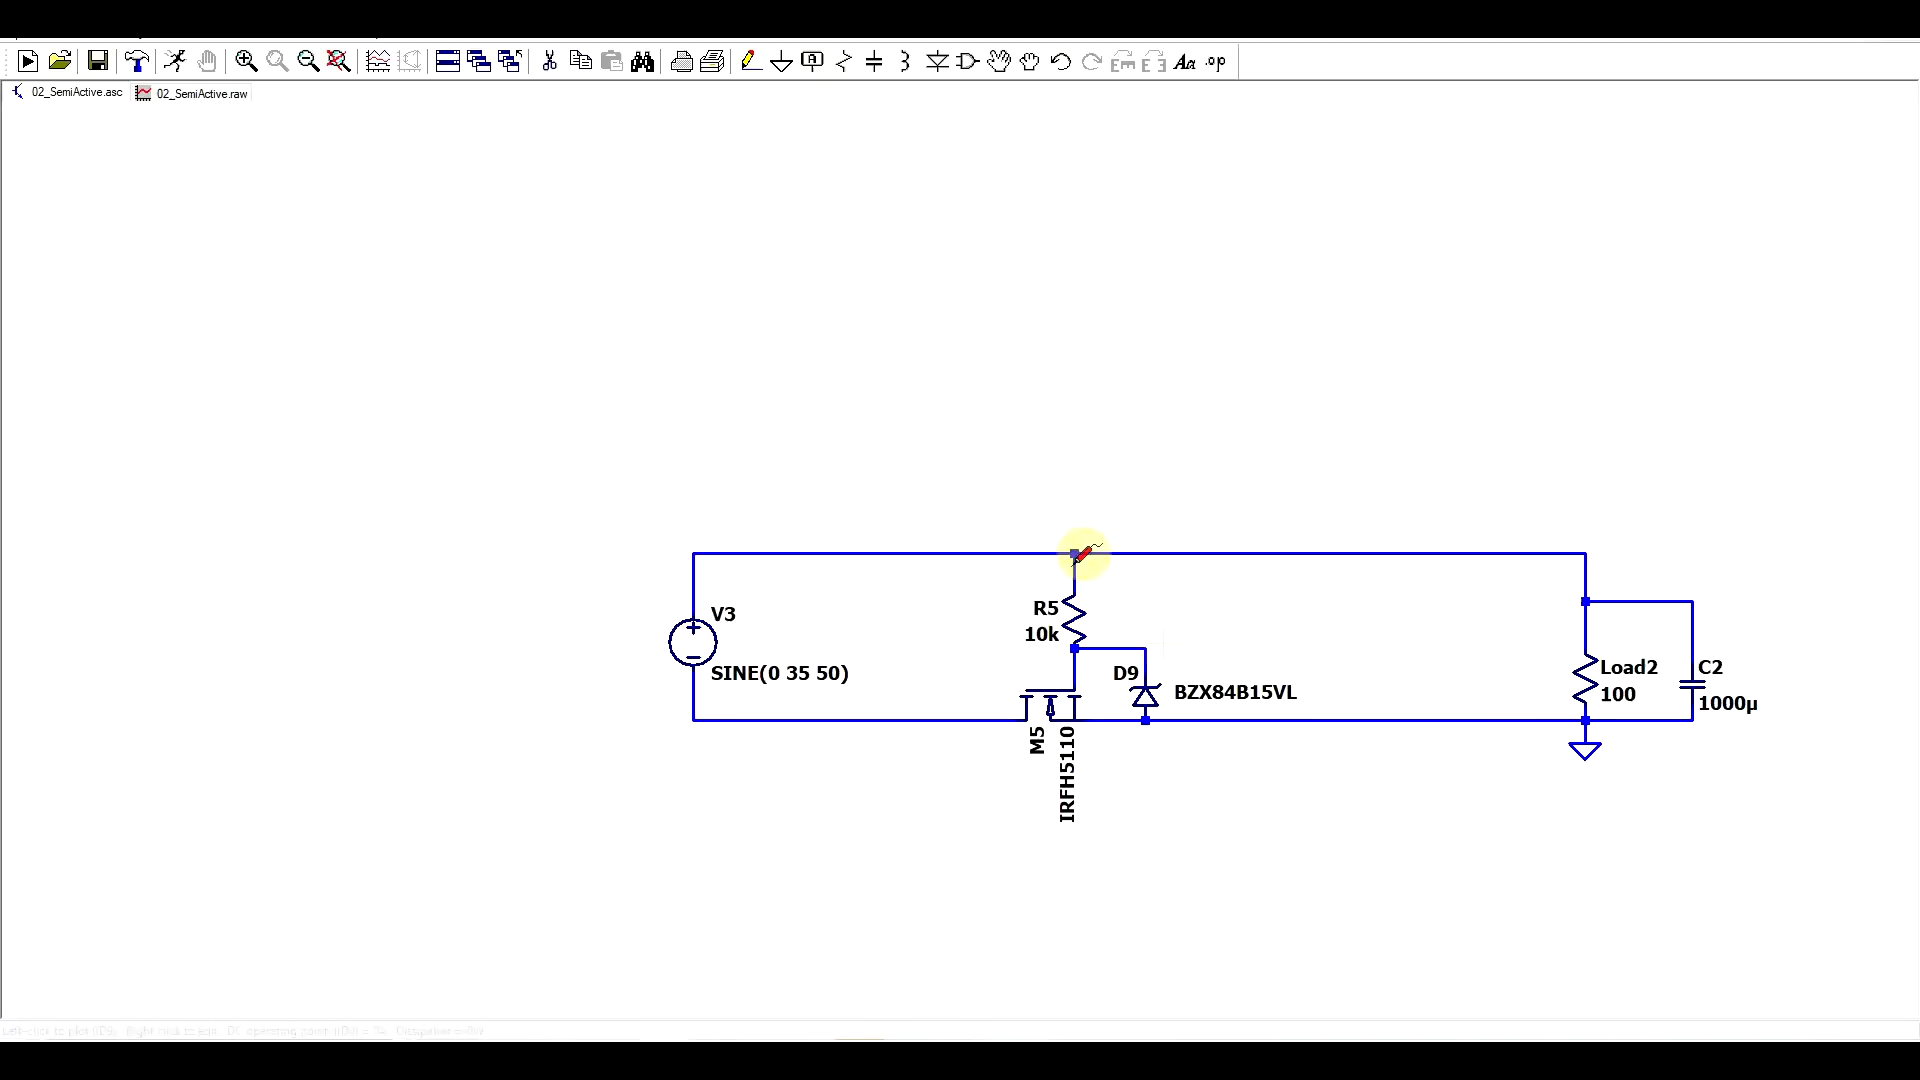 02_SemiActive.asc
02_SemiActive.raw
V3
SINE(0 35 50)
R5
10k
D9
BZX84B15VL
M5
IRFH5110
Load2
100
C2
1000µ